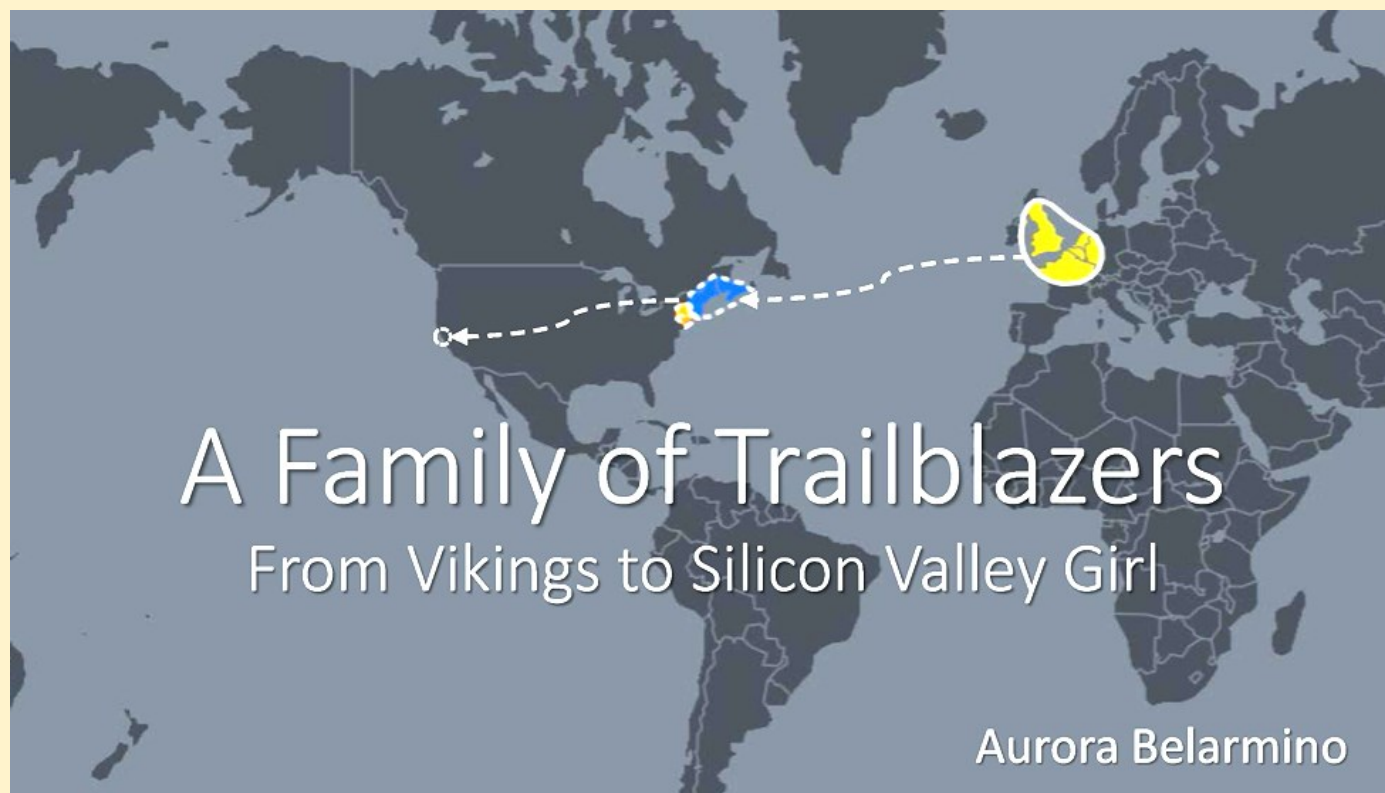 A Family of Trailblazers
From Vikings to Silicon Valley Girl
Aurora Belarmino